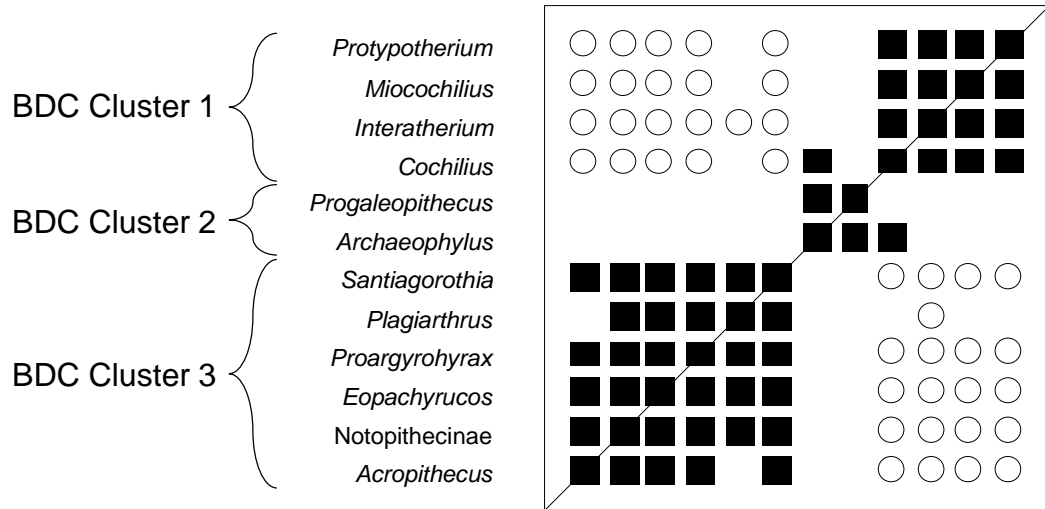 BDC Cluster 1
Protypotherium
Miocochilius
Interatherium
Cochilius
BDC Cluster 2
Progaleopithecus
Archaeophylus
BDC Cluster 3
Santiagorothia
Plagiarthrus
Proargyrohyrax
Eopachyrucos
Notopithecinae
Acropithecus